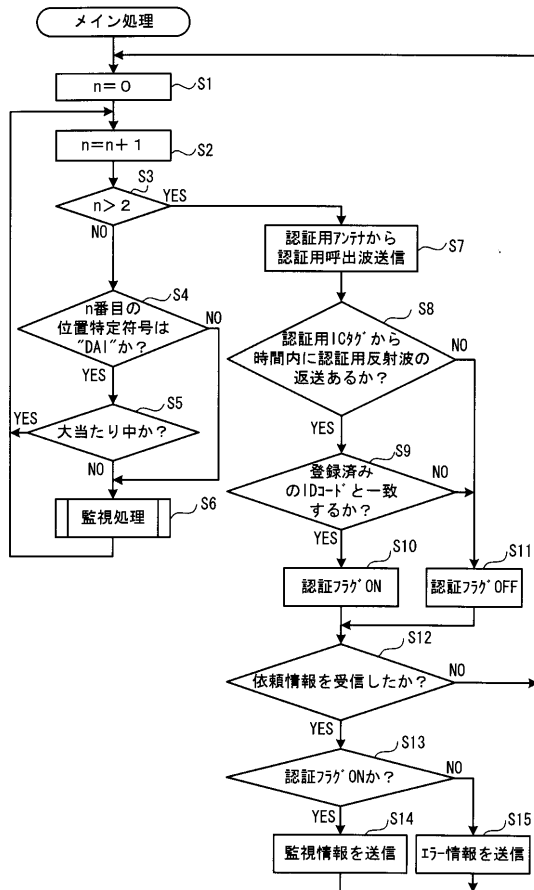 メイン処理
n=0
S1
n=n+1
S2
S3
n>2
YES
NO
認証用アンテナから
認証用呼出波送信
S7
S4
n番目の
位置特定符号は
"DAI"か?
NO
YES
S8
認証用ICタグから
時間内に認証用反射波の
返送あるか?
NO
YES
S5
大当たり中か?
YES
NO
S9
登録済み
のIDコードと一致
するか?
NO
YES
監視処理
S6
S10
認証フラグON
S11
認証フラグOFF
S12
依頼情報を受信したか?
NO
YES
S13
認証フラグONか?
NO
YES
S14
監視情報を送信
S15
エラー情報を送信